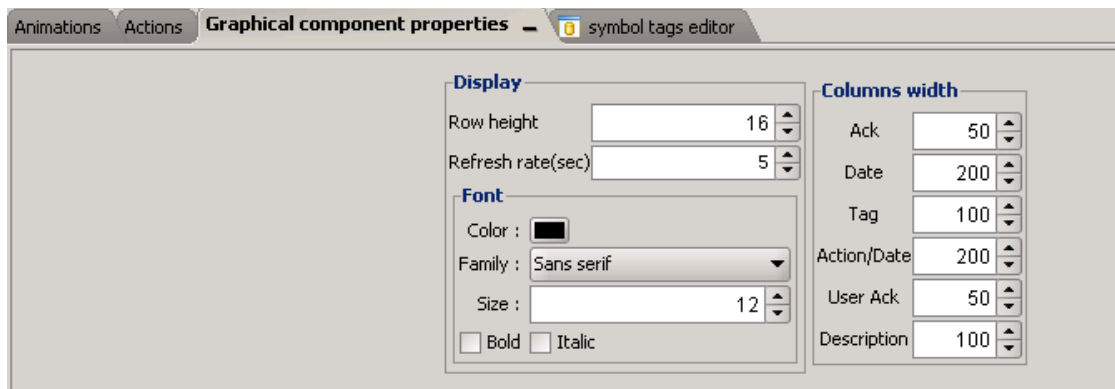 Animations Actions Graphical component properties symbol tags editor
Display
Row height 16
Refresh rate(sec) 5
Font
Color :
Family : Sans serif
Size : 12
Bold Italic
Columns width
Ack 50
Date 200
Tag 100
Action/Date 200
User Ack 50
Description 100